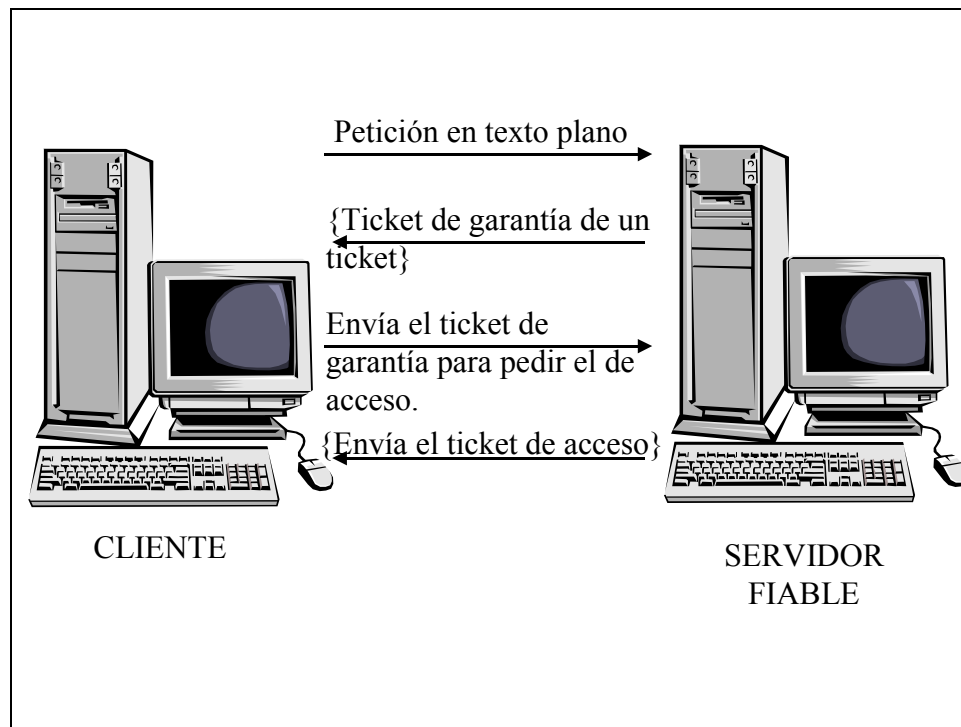 Petición en texto plano
{Ticket de garantía de un
ticket}
Envía el ticket de
garantía para pedir el de
acceso.
{Envía el ticket de acceso}
CLIENTE
SERVIDOR
FIABLE